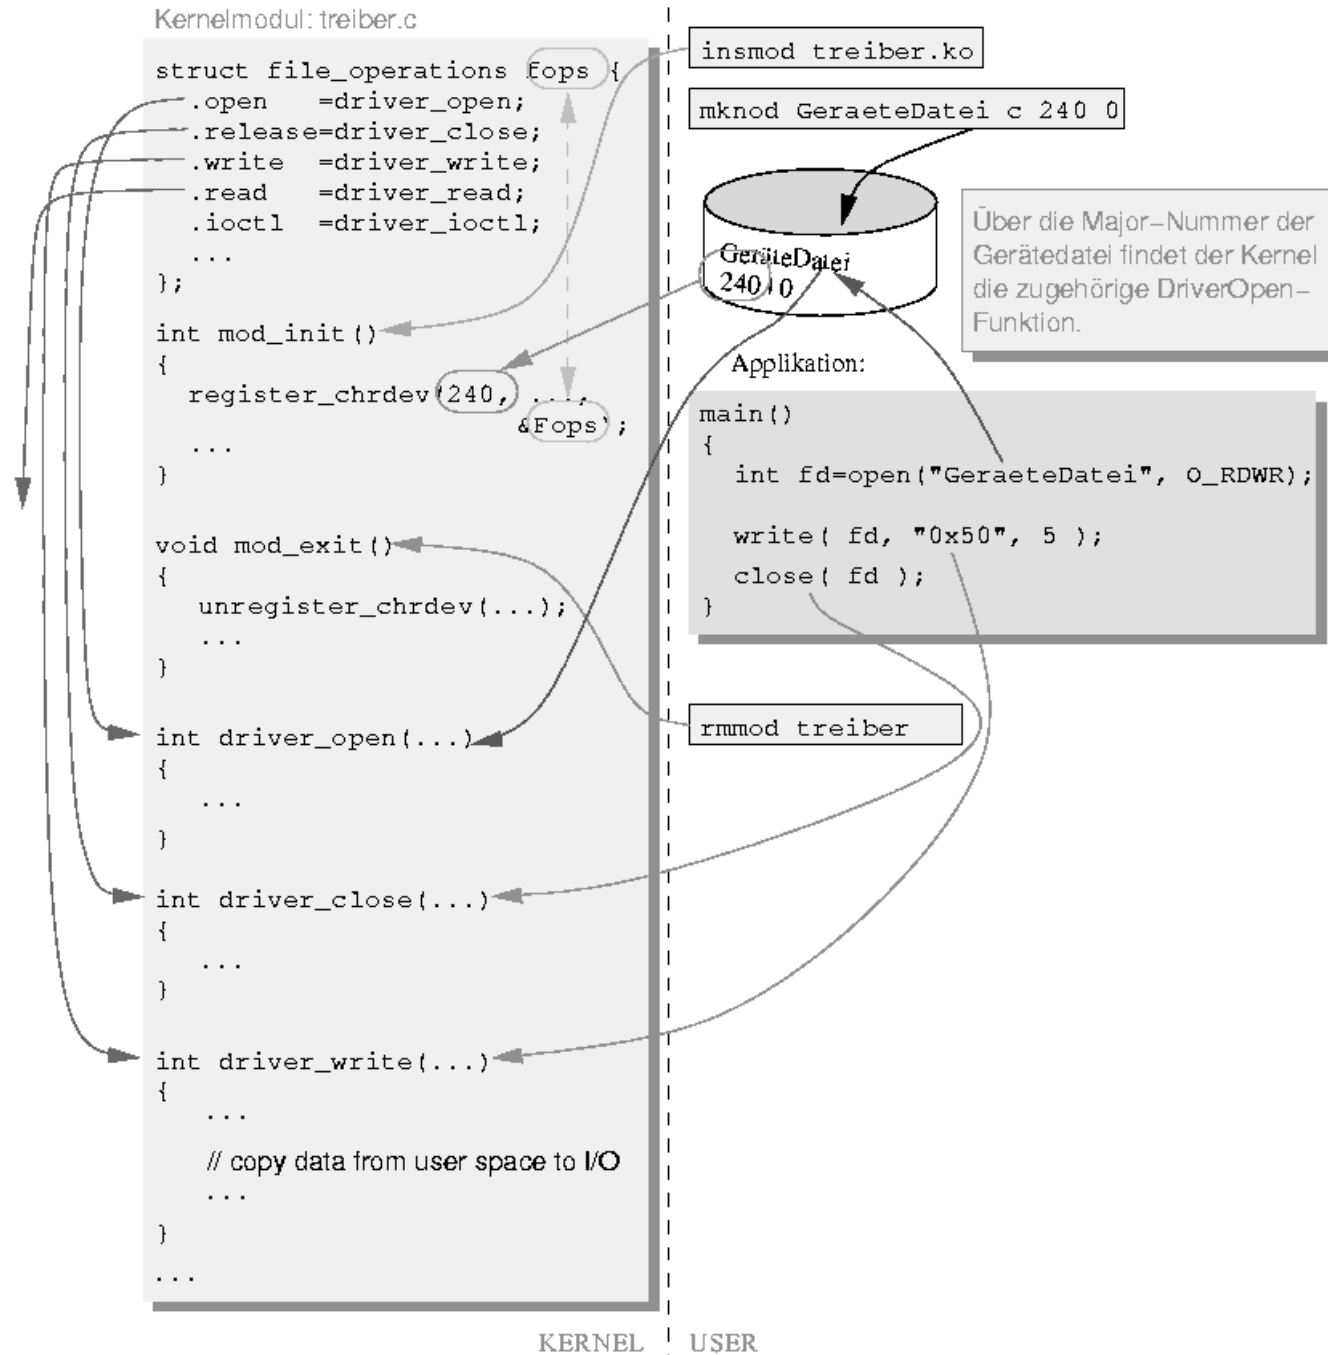 Kernelmodul: treiber.c
struct file_operations fops {
.open =driver_open;
.release=driver_close;
.write =driver_write;
.read =driver_read;
.ioctl =driver_ioctl;
...
};
int mod_init()
{
register_chrdev(240, ...,
&Fops);
...
}
void mod_exit()
{
unregister_chrdev(...);
...
}
int driver_open(...)
{
...
}
int driver_close(...)
{
...
}
int driver_write(...)
{
...
// copy data from user space to I/O
...
}
...
KERNEL
insmod treiber.ko
mknod GeraeteDatei c 240 0
GeräteDatei
240/0
Über die Major-Nummer der
Gerätedatei findet der Kernel
die zugehörige DriverOpen-
Funktion.
Applikation:
main()
{
int fd=open("GeraeteDatei", O_RDWR);
write( fd, "0x50", 5 );
close( fd );
}
rmmod treiber
USER